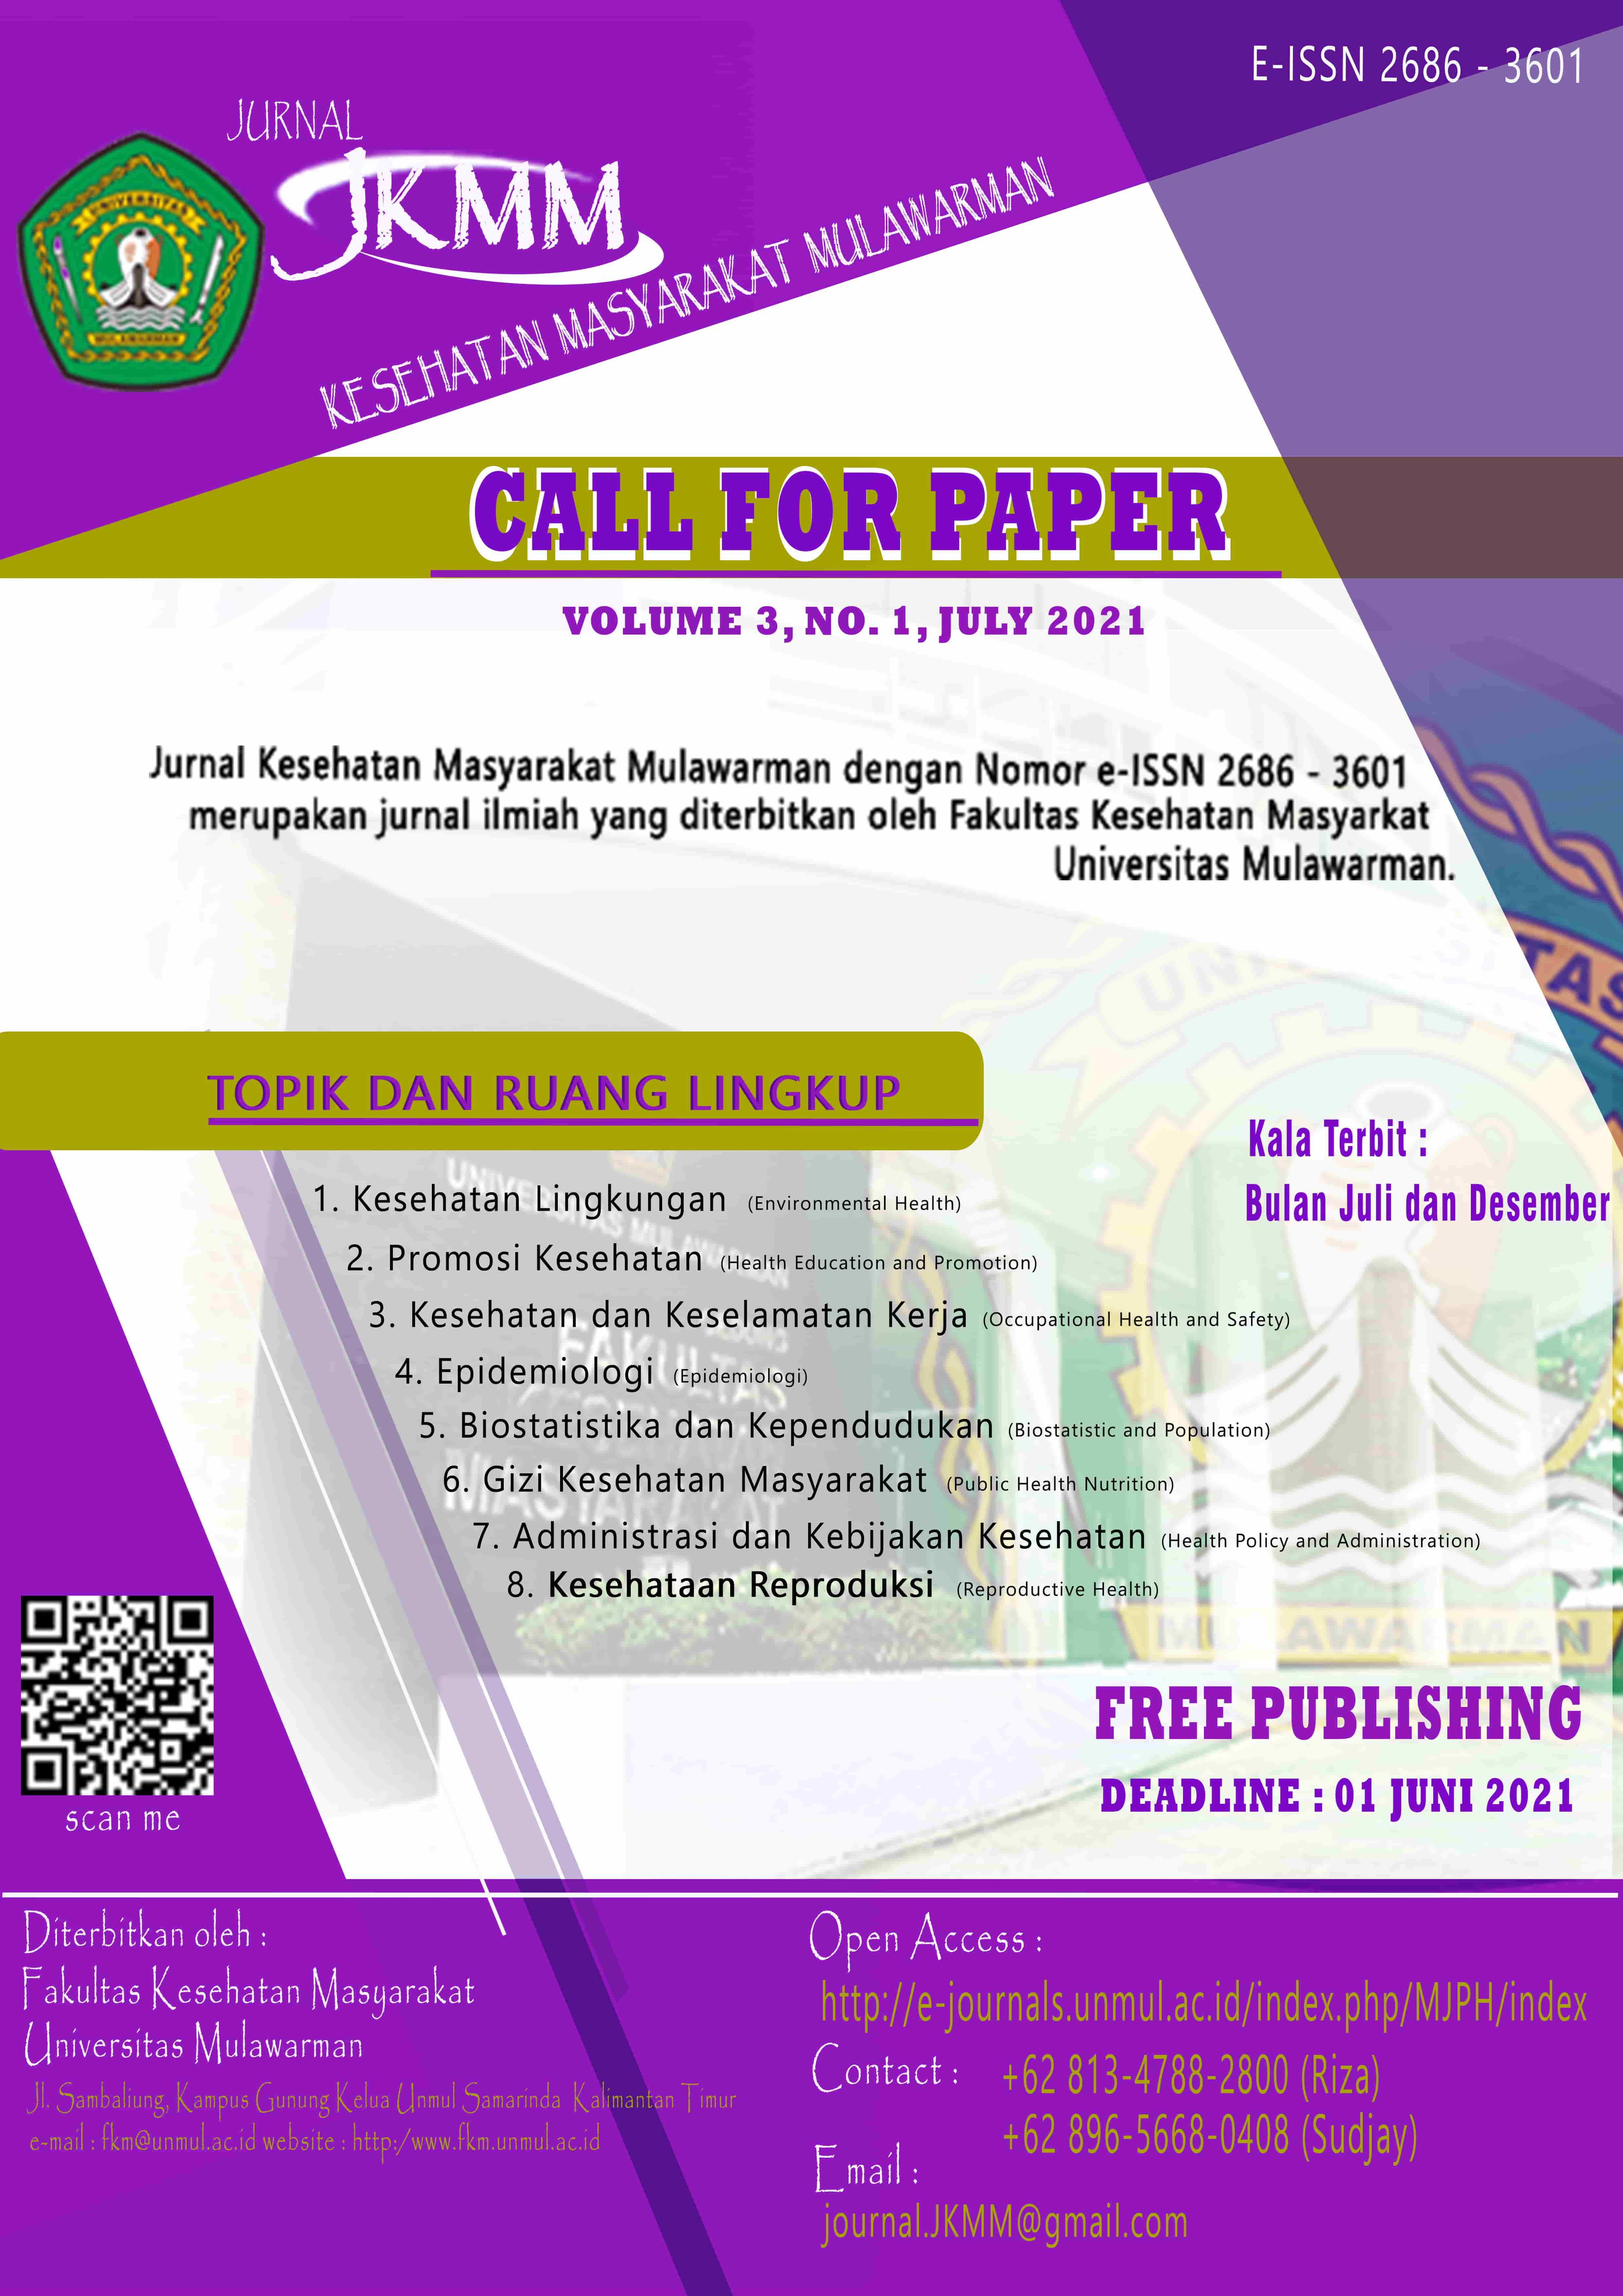 E-ISSN 2686 - 3601
JURNAL
JKMM
KESEHATAN MASYARAKAT MULAWARMAN
UNIVERSITAS
MULAWARMAN
CALL FOR PAPER
VOLUME 3, NO. 1, JULY 2021
Jurnal Kesehatan Masyarakat Mulawarman dengan Nomor e-ISSN 2686 - 3601
merupakan jurnal ilmiah yang diterbitkan oleh Fakultas Kesehatan Masyarkat
Universitas Mulawarman.
TOPIK DAN RUANG LINGKUP
Kala Terbit :
Bulan Juli dan Desember
1. Kesehatan Lingkungan (Environmental Health)
2. Promosi Kesehatan (Health Education and Promotion)
3. Kesehatan dan Keselamatan Kerja (Occupational Health and Safety)
4. Epidemiologi (Epidemiologi)
5. Biostatistika dan Kependudukan (Biostatistic and Population)
6. Gizi Kesehatan Masyarakat (Public Health Nutrition)
7. Administrasi dan Kebijakan Kesehatan (Health Policy and Administration)
8. Kesehataan Reproduksi (Reproductive Health)
UNIVERSITAS MULAWARMAN
FAKULTAS
MASYARAKAT
MULAWARMAN
FREE PUBLISHING
DEADLINE : 01 JUNI 2021
scan me
Diterbitkan oleh :
Fakultas Kesehatan Masyarakat
Universitas Mulawarman
Jl. Sambaliung, Kampus Gunung Kelua Unmul Samarinda Kalimantan Timur
e-mail : fkm@unmul.ac.id website : http:/www.fkm.unmul.ac.id
Open Access :
http://e-journals.unmul.ac.id/index.php/MJPH/index
Contact : +62 813-4788-2800 (Riza)
+62 896-5668-0408 (Sudjay)
Email :
journal.JKMM@gmail.com